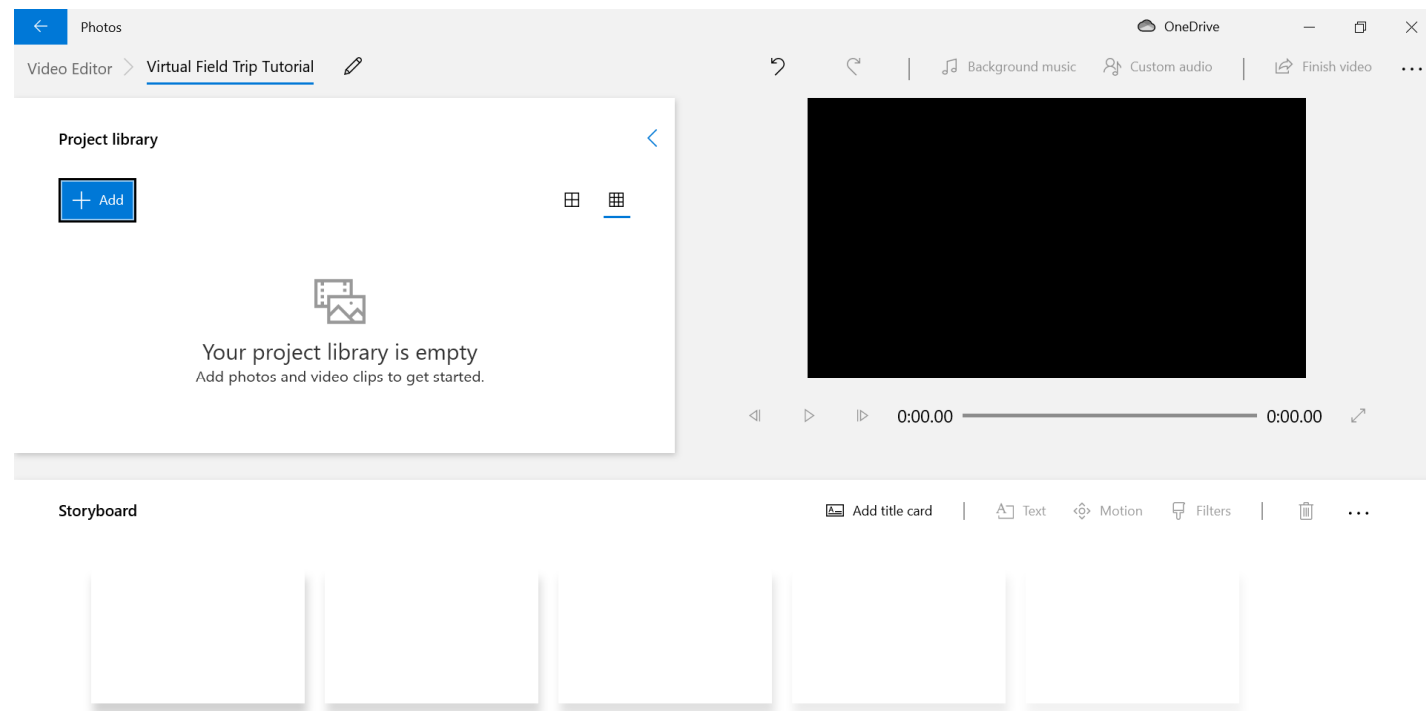 Photos
OneDrive
Video Editor
Virtual Field Trip Tutorial
Background music
Custom audio
Finish video
Project library
Add
Your project library is empty
Add photos and video clips to get started.
0:00.00
0:00.00
Storyboard
Add title card
Text
Motion
Filters